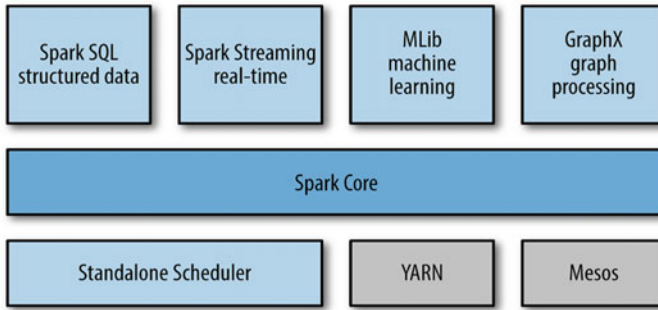 Spark SQL
structured data
Spark Streaming
real-time
MLib
machine
learning
GraphX
graph
processing
Spark Core
Standalone Scheduler
YARN
Mesos